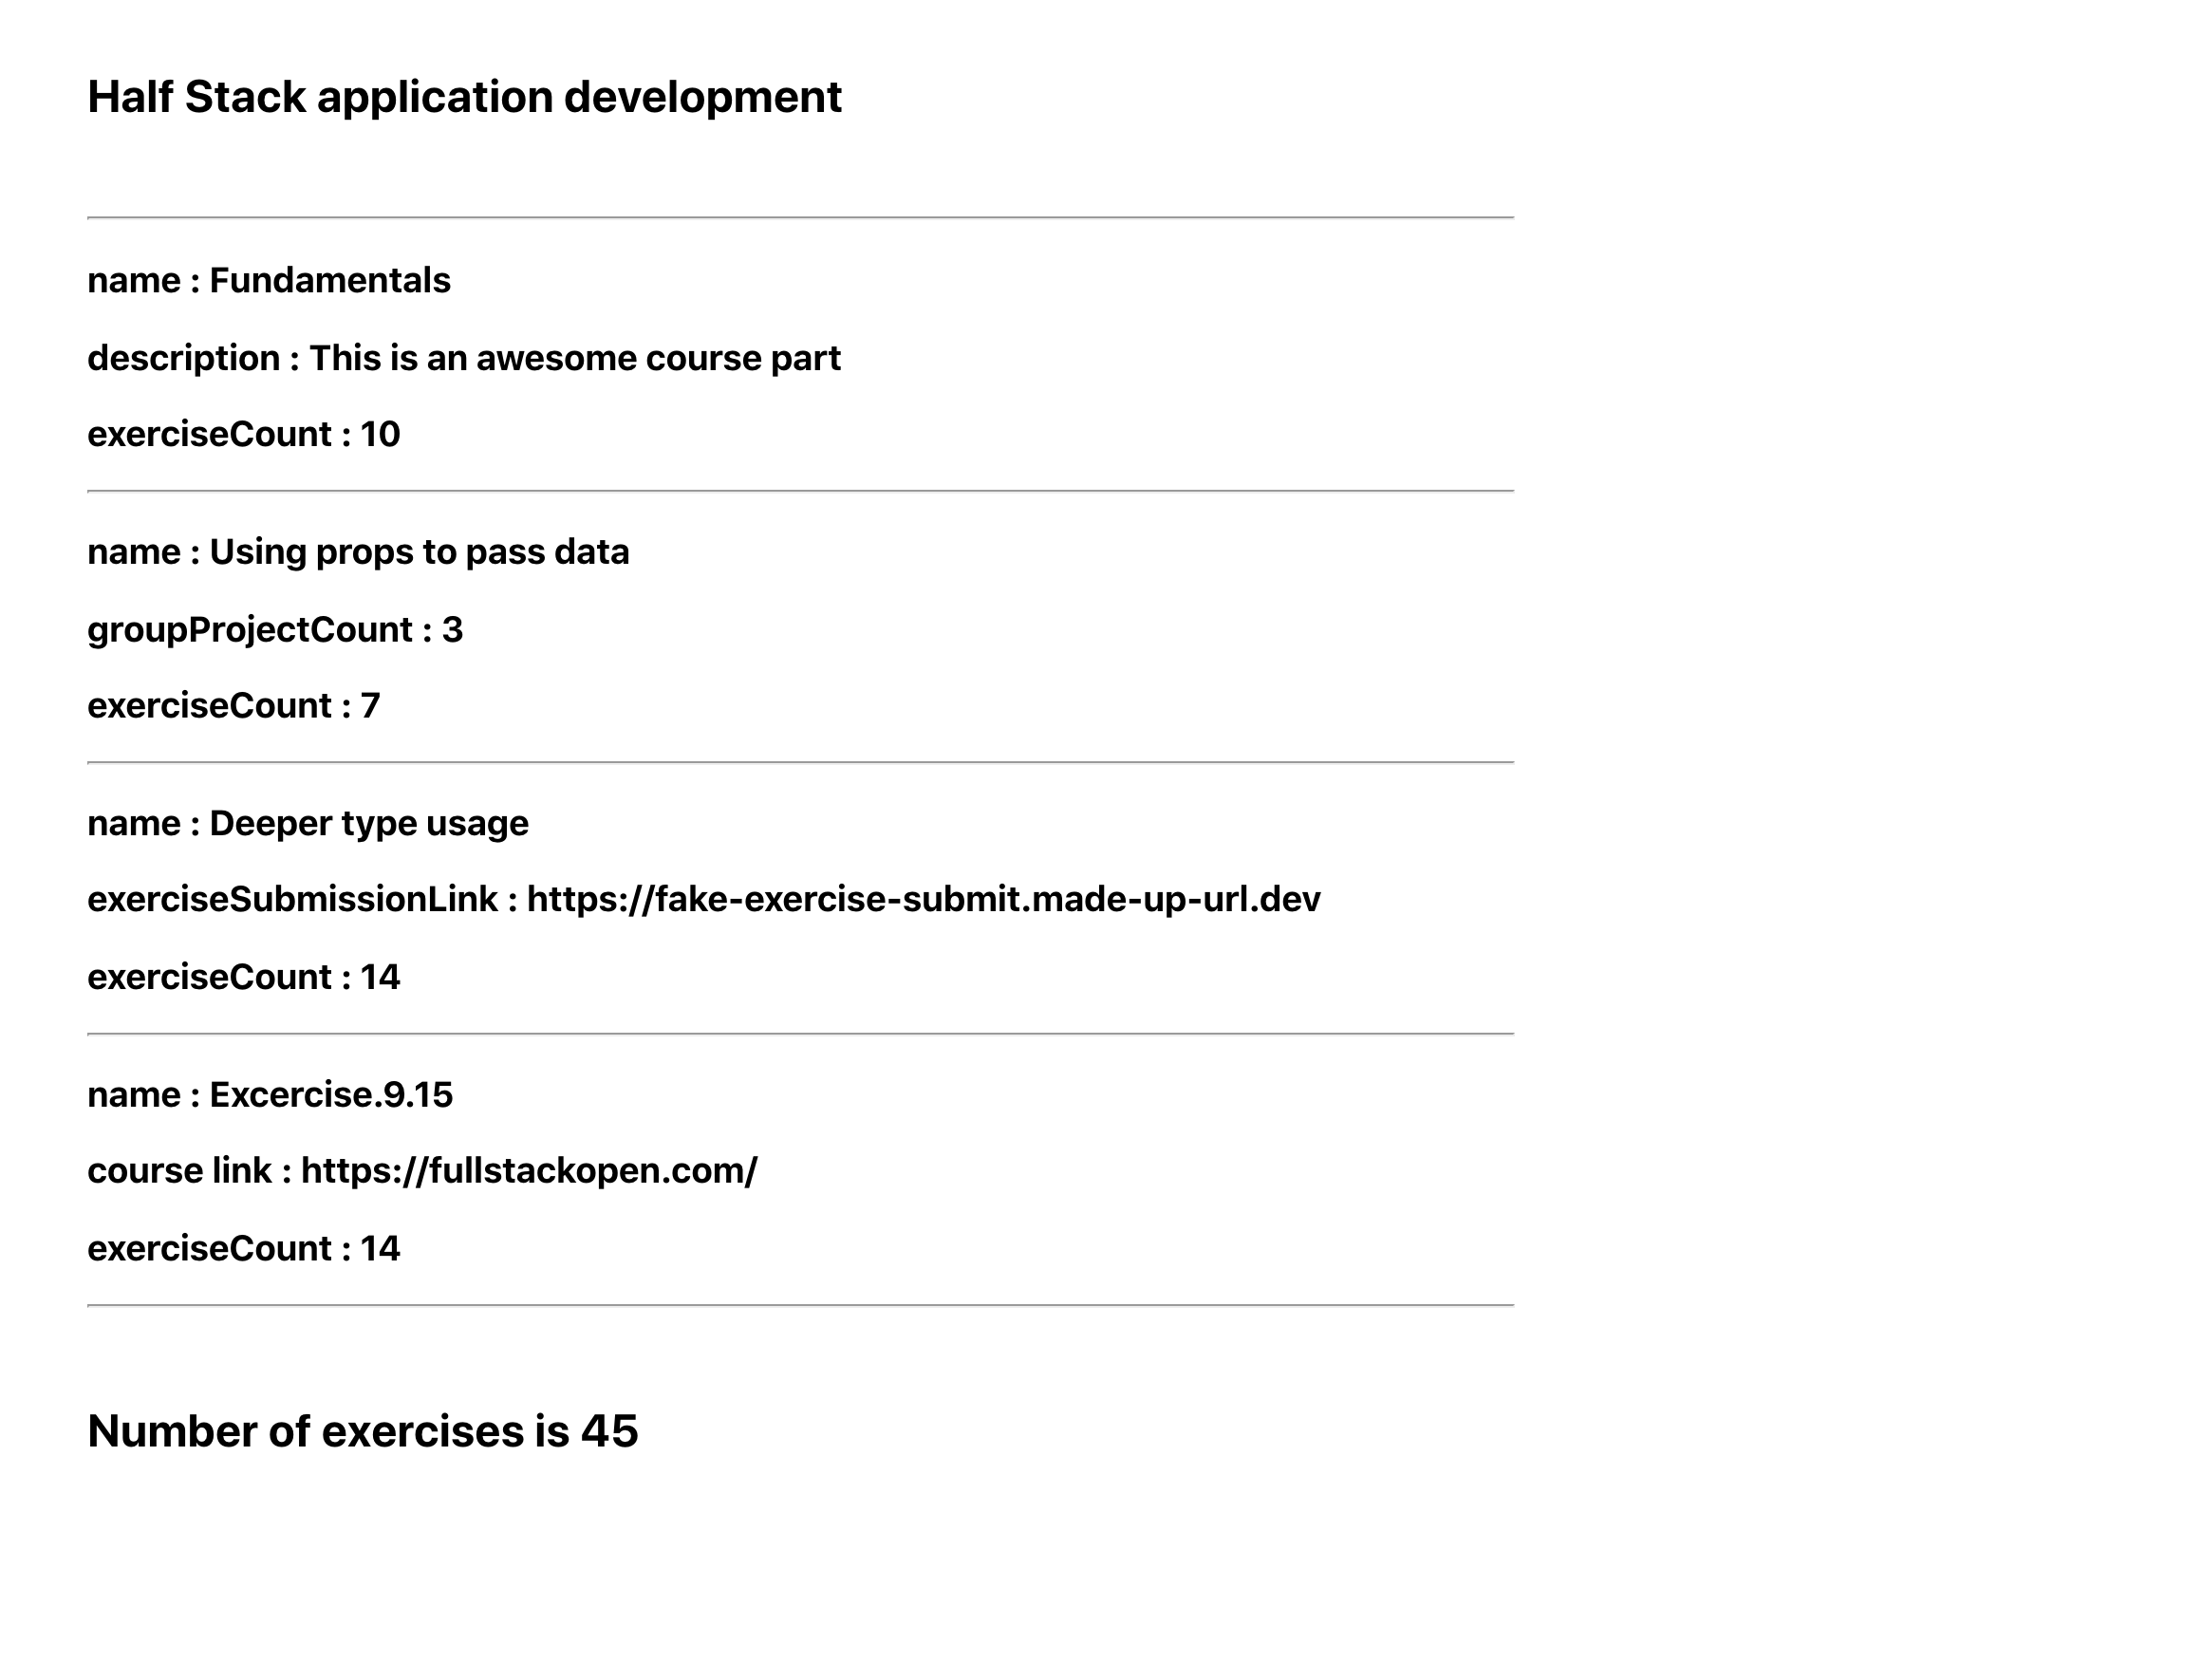 Half Stack application development
name : Fundamentals
description : This is an awesome course part
exerciseCount : 10
name : Using props to pass data
groupProjectCount : 3
exerciseCount : 7
name : Deeper type usage
exerciseSubmissionLink : https://fake-exercise-submit.made-up-url.dev
exerciseCount : 14
name : Excercise.9.15
course link : https://fullstackopen.com/
exerciseCount : 14
Number of exercises is 45